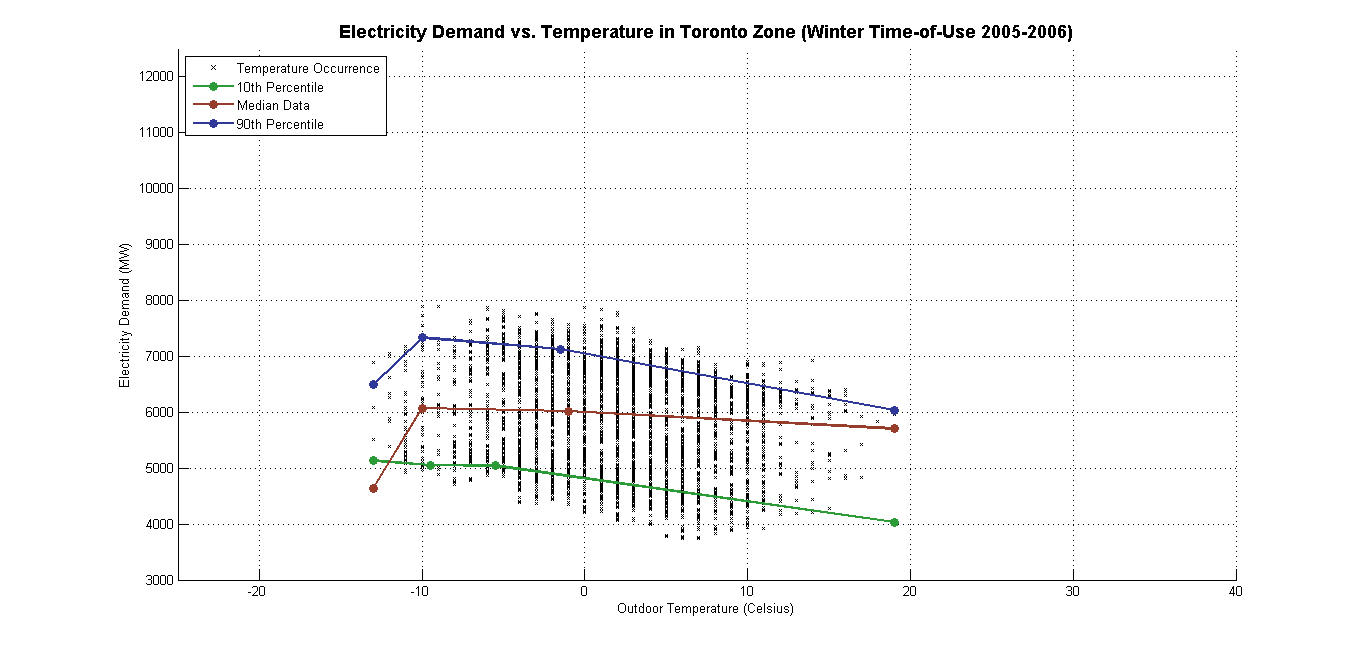 Electricity Demand vs. Temperature in Toronto Zone (Winter Time-of-Use 2005-2006)
Temperature Occurrence
10th Percentile
Median Data
90th Percentile
12000
11000
10000
9000
8000
7000
6000
5000
4000
3000
Electricity Demand (MW)
-20 -10 0 10 20 30 40
Outdoor Temperature (Celsius)